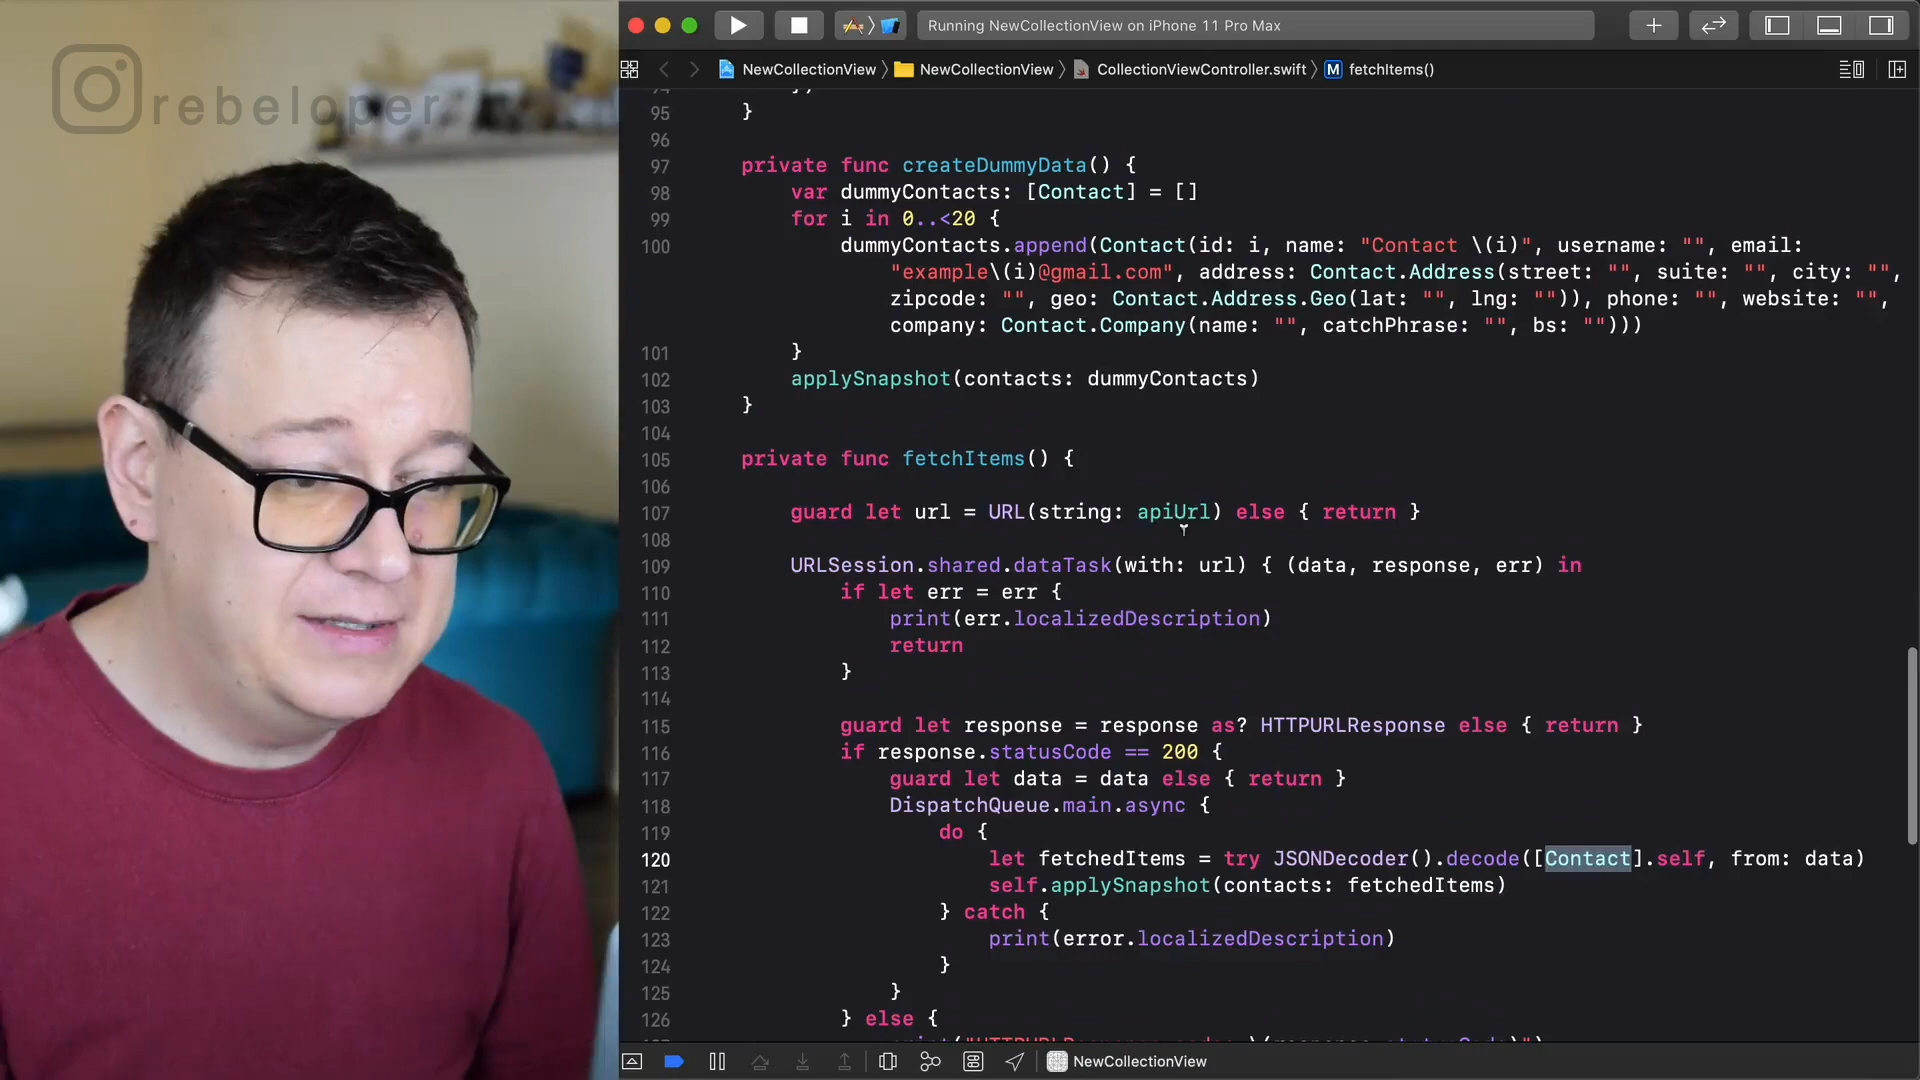 rebeloper
Running NewCollectionView on iPhone 11 Pro Max
NewCollectionView
NewCollectionView
CollectionViewController.swift
M
fetchItems()
95 }
96
97 private func createDummyData() {
98 var dummyContacts: [Contact] = []
99 for i in 0..<20 {
100 dummyContacts.append(Contact(id: i, name: "Contact \(i)", username: "", email:
"example\(i)@gmail.com", address: Contact.Address(street: "", suite: "", city: "",
zipcode: "", geo: Contact.Address.Geo(lat: "", lng: "")), phone: "", website: "",
company: Contact.Company(name: "", catchPhrase: "", bs: "")))
101 }
102 applySnapshot(contacts: dummyContacts)
103 }
104
105 private func fetchItems() {
106
107 guard let url = URL(string: apiUrl) else { return }
108
109 URLSession.shared.dataTask(with: url) { (data, response, err) in
110 if let err = err {
111 print(err.localizedDescription)
112 return
113 }
114
115 guard let response = response as? HTTPURLResponse else { return }
116 if response.statusCode == 200 {
117 guard let data = data else { return }
118 DispatchQueue.main.async {
119 do {
120 let fetchedItems = try JSONDecoder().decode([Contact].self, from: data)
121 self.applySnapshot(contacts: fetchedItems)
122 } catch {
123 print(error.localizedDescription)
124 }
125 }
126 } else {
NewCollectionView